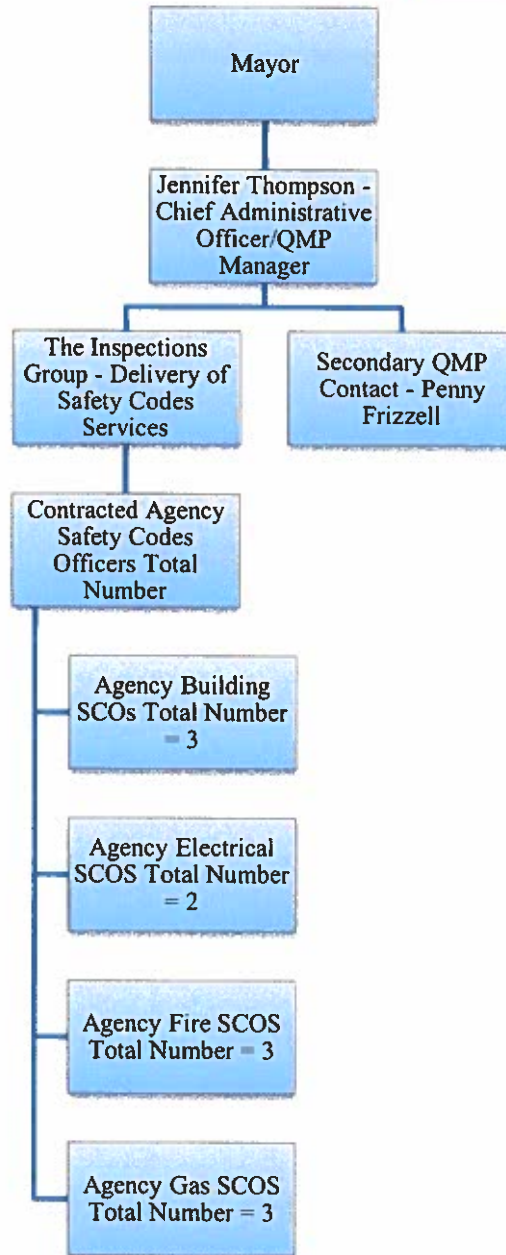 Mayor
Jennifer Thompson -
Chief Administrative
Officer/QMP
Manager
The Inspections
Group - Delivery of
Safety Codes
Services
Secondary QMP
Contact - Penny
Frizzell
Contracted Agency
Safety Codes
Officers Total
Number
Agency Building
SCOs Total Number
= 3
Agency Electrical
SCOS Total Number
= 2
Agency Fire SCOS
Total Number = 3
Agency Gas SCOS
Total Number = 3